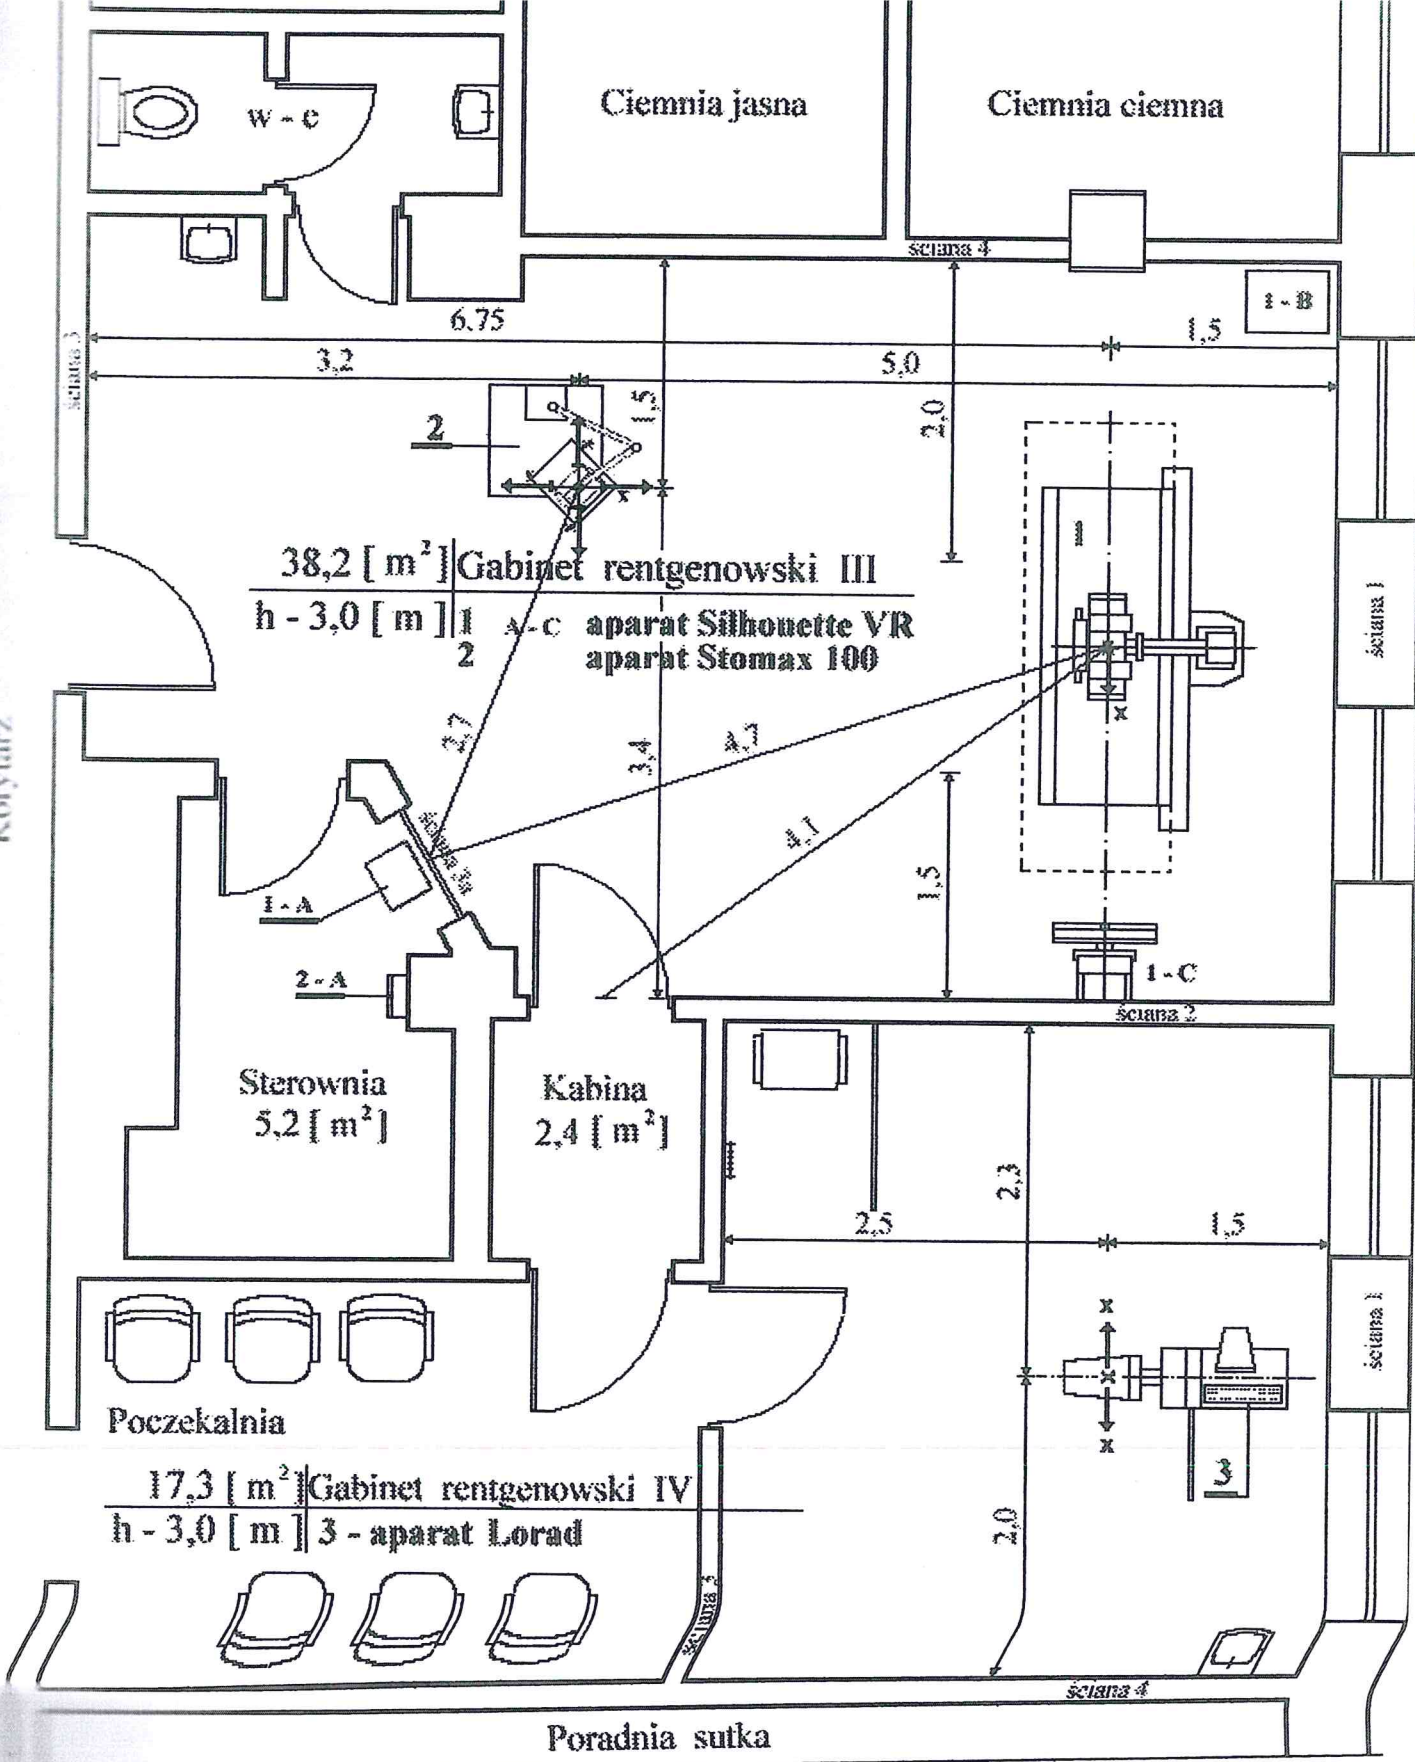 w - c
Ciemnia jasna
Ciemnia ciemna
ściana 4
1 - B
ściana 3
6.75
1,5
3,2
5,0
1,5
2,0
2
1
38,2 [ m²] Gabinet rentgenowski III
h - 3,0 [ m ] 1 A - C aparat Silhouette VR
2 aparat Stomax 100
ściana 1
x
x
x
2,7
3,4
4,7
4,1
1,5
Korytarz
1 - A
2 - A
1 - C
ściana 2
Sterownia
5,2 [ m²]
Kabina
2,4 [ m²]
2,3
2,5
1,5
x
x
x
ściana 1
Poczekalnia
17,3 [ m²] Gabinet rentgenowski IV
h - 3,0 [ m ] 3 - aparat Lorad
3
2,0
ściana 3
ściana 4
Poradnia sutka